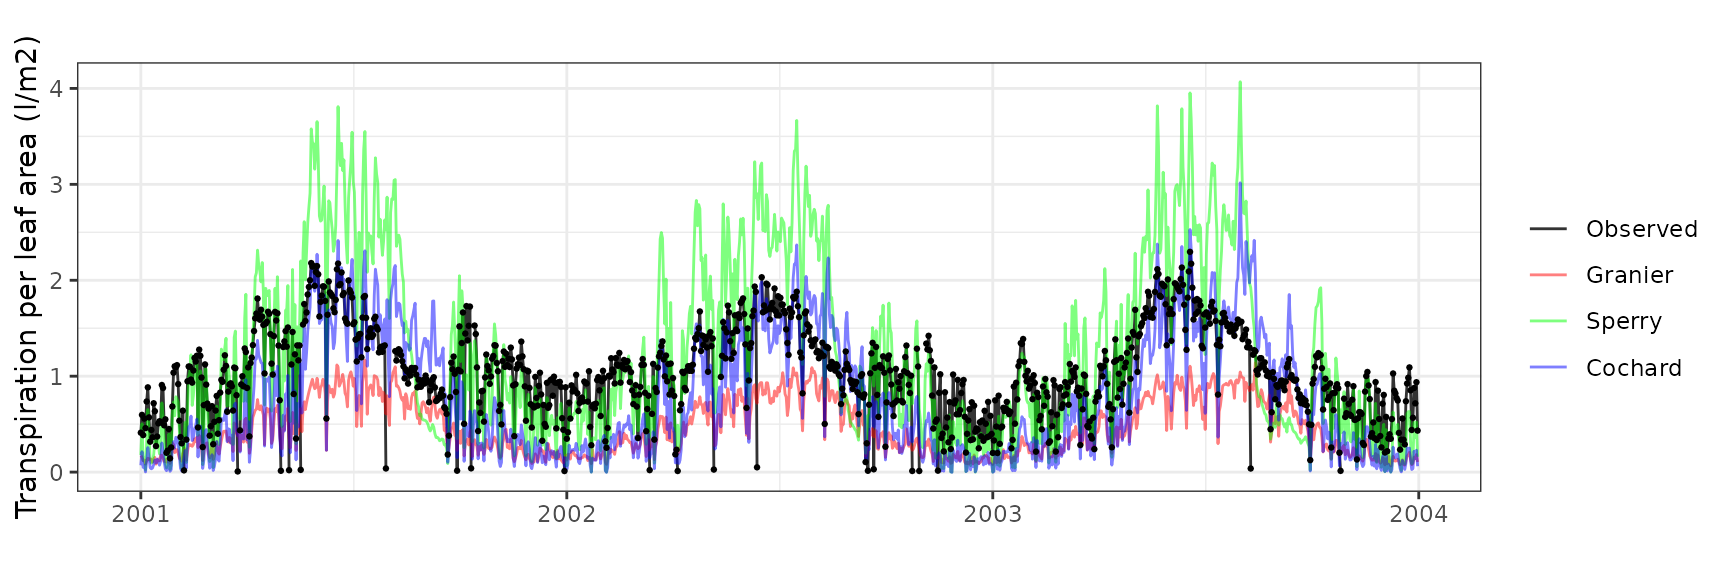 Transpiration per leaf area (l/m2)
4
3
2
1
0
2001
2002
2003
2004
Observed
Granier
Sperry
Cochard